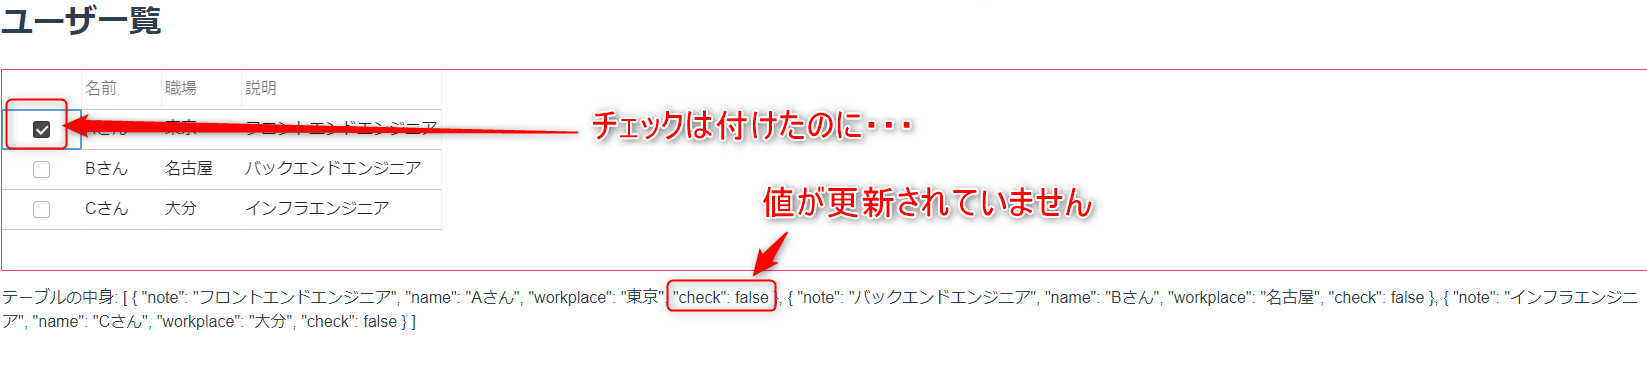 ユーザ一覧
名前 職場 説明
Aさん 東京 フロントエンドエンジニア
チェックは付けたのに・・・
Bさん 名古屋 バックエンドエンジニア
値が更新されていません
Cさん 大分 インフラエンジニア
テーブルの中身: [ { "note": "フロントエンドエンジニア", "name": "Aさん", "workplace": "東京", "check": false }, { "note": "バックエンドエンジニア", "name": "Bさん", "workplace": "名古屋", "check": false }, { "note": "インフラエンジニ
ア", "name": "Cさん", "workplace": "大分", "check": false } ]